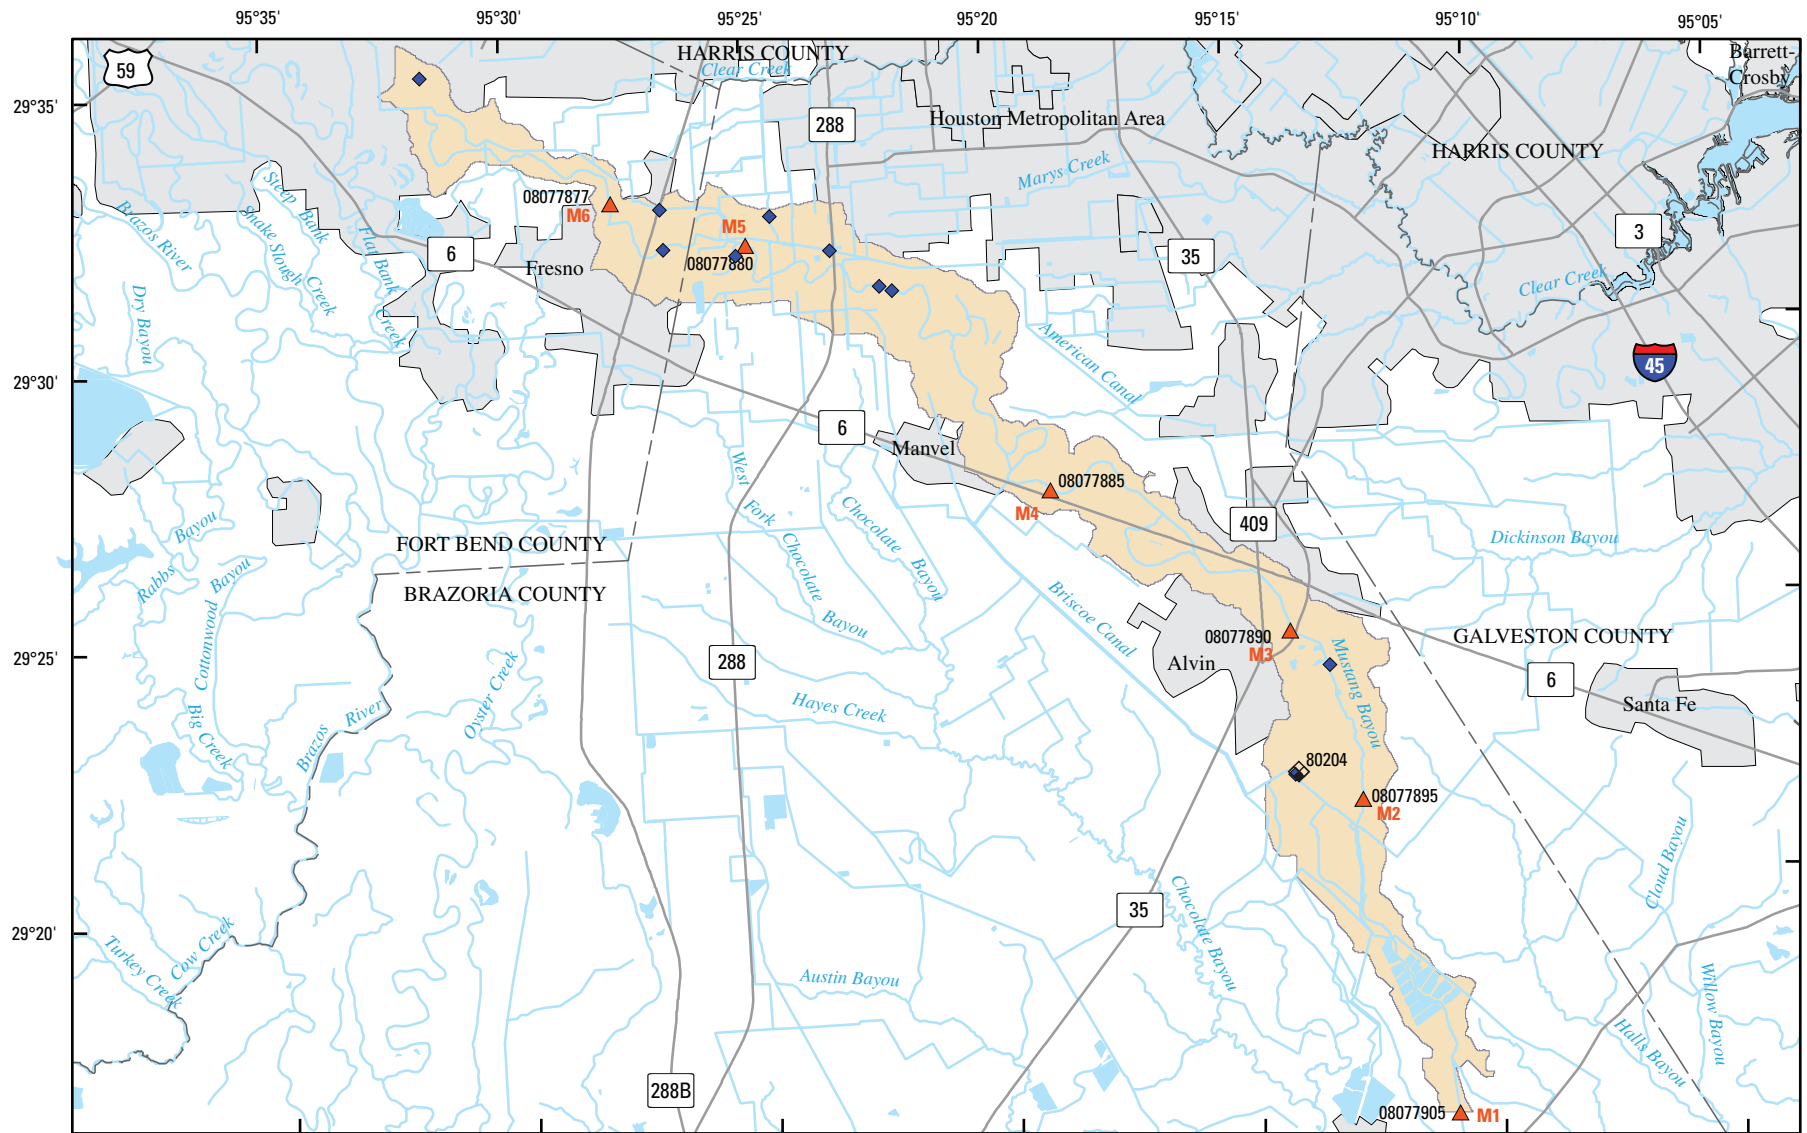 95°35' 95°30' 95°25' 95°20' 95°15' 95°10' 95°05'
29°35'
29°30'
29°25'
29°20'
HARRIS COUNTY
Clear Creek
Barrett-
Crosby
59
288
Houston Metropolitan Area
HARRIS COUNTY
Marys Creek
Steep Bank
Creek
Snake Slough
Brazos River
Flat Bank
Creek
Dry Bayou
08077877
M6
M5
08077880
6
Fresno
35
3
Clear Creek
45
American Canal
6
Manvel
West
Fork
Chocolate
Bayou
Chocolate
Bayou
08077885
M4
409
Dickinson Bayou
Rabbs
Bayou
FORT BEND COUNTY
BRAZORIA COUNTY
Cottonwood
Bayou
Big Creek
Brazos River
Oyster Creek
Briscoe Canal
08077890
M3
Alvin
Mustang Bayou
GALVESTON COUNTY
6
Santa Fe
288
Hayes Creek
80204
08077895
M2
Cloud Bayou
35
Chocolate Bayou
Turkey Creek
Cow Creek
Austin Bayou
Willow Bayou
Halls Bayou
288B
08077905
M1